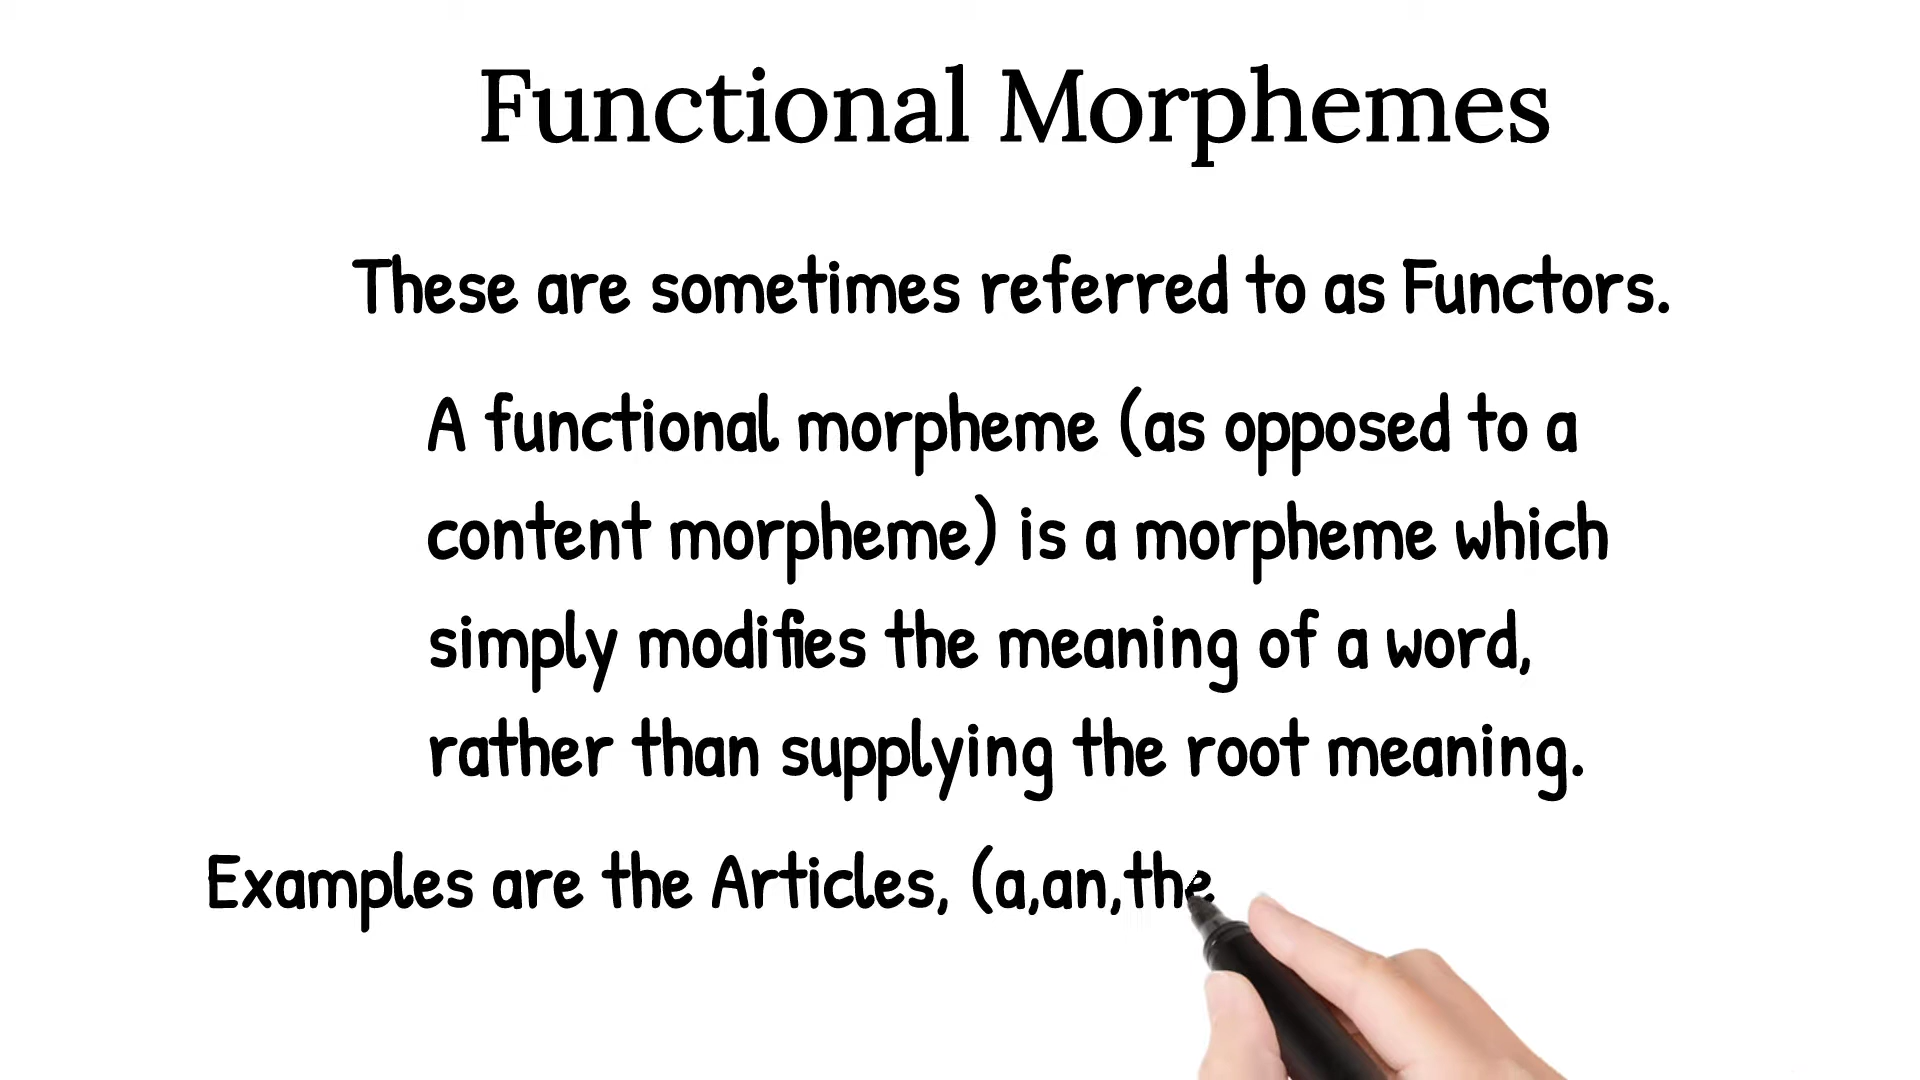 Functional Morphemes
These are sometimes referred to as Functors.
A functional morpheme (as opposed to a
content morpheme) is a morpheme which
simply modifies the meaning of a word,
rather than supplying the root meaning.
Examples are the Articles, (a,an,the